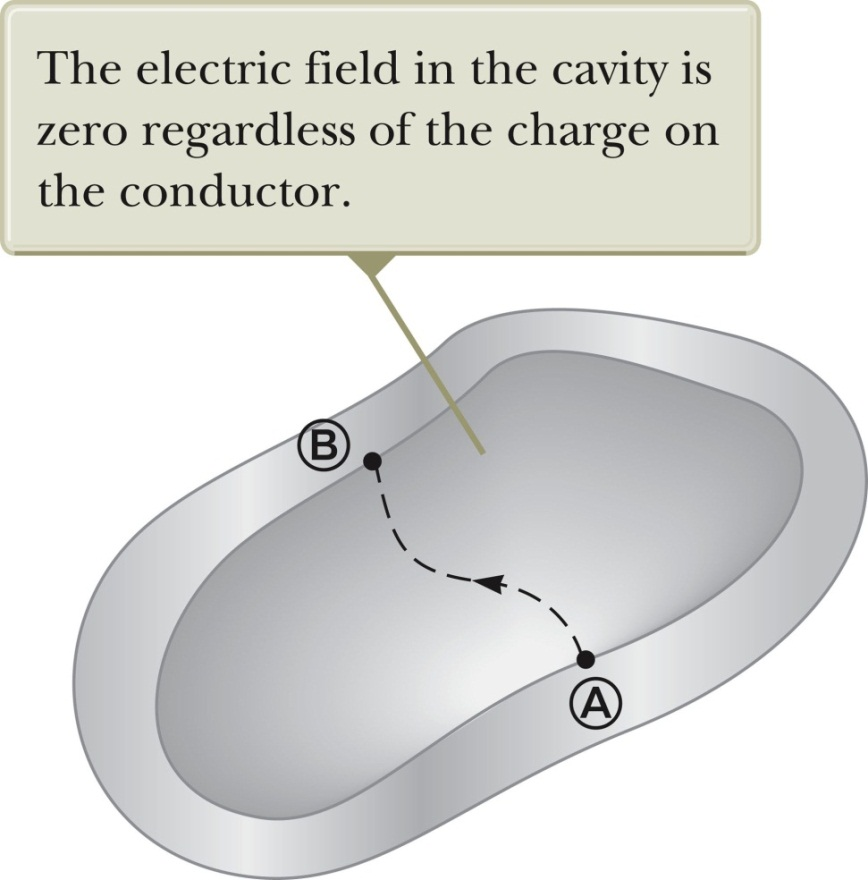 The electric field in the cavity is
zero regardless of the charge on
the conductor.
B
A